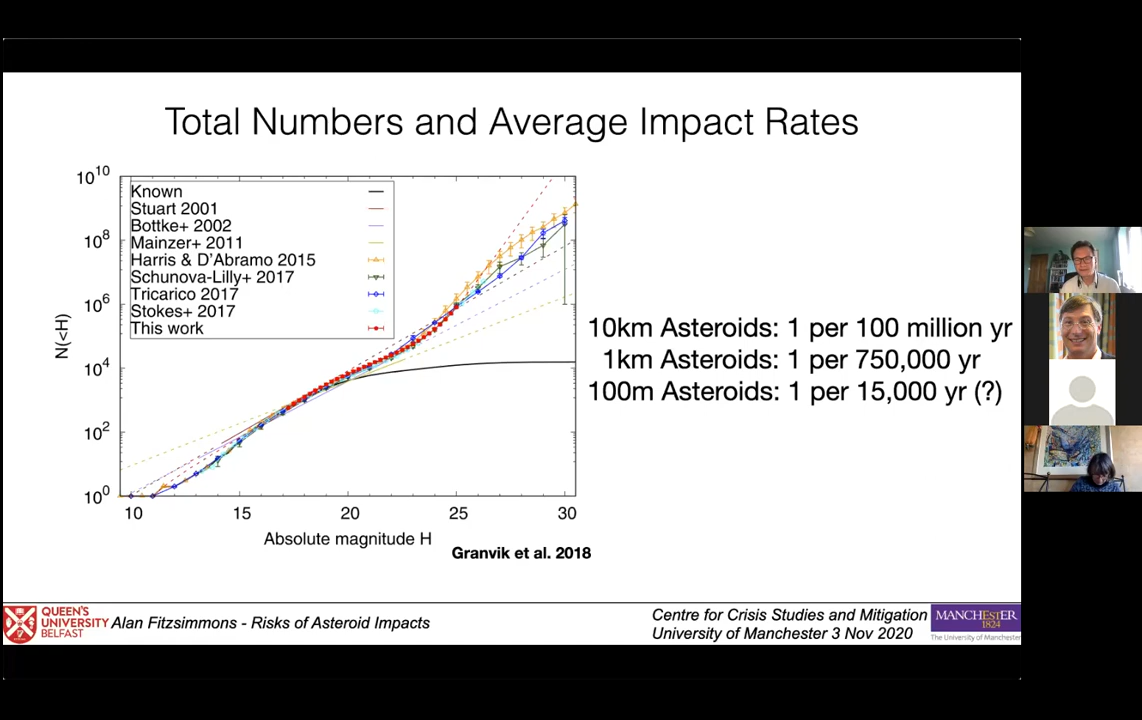 Total Numbers and Average Impact Rates
10^10
10^8
10^6
10^4
10^2
10^0
N(<H)
Known
Stuart 2001
Bottke+ 2002
Mainzer+ 2011
Harris & D'Abramo 2015
Schunova-Lilly+ 2017
Tricarico 2017
Stokes+ 2017
This work
10 15 20 25 30
Absolute magnitude H
Granvik et al. 2018
10km Asteroids: 1 per 100 million yr
1km Asteroids: 1 per 750,000 yr
100m Asteroids: 1 per 15,000 yr (?)
QUEEN'S
UNIVERSITY
BELFAST
Alan Fitzsimmons - Risks of Asteroid Impacts
Centre for Crisis Studies and Mitigation
University of Manchester 3 Nov 2020
MANCHESTER
1824
The University of Manchester